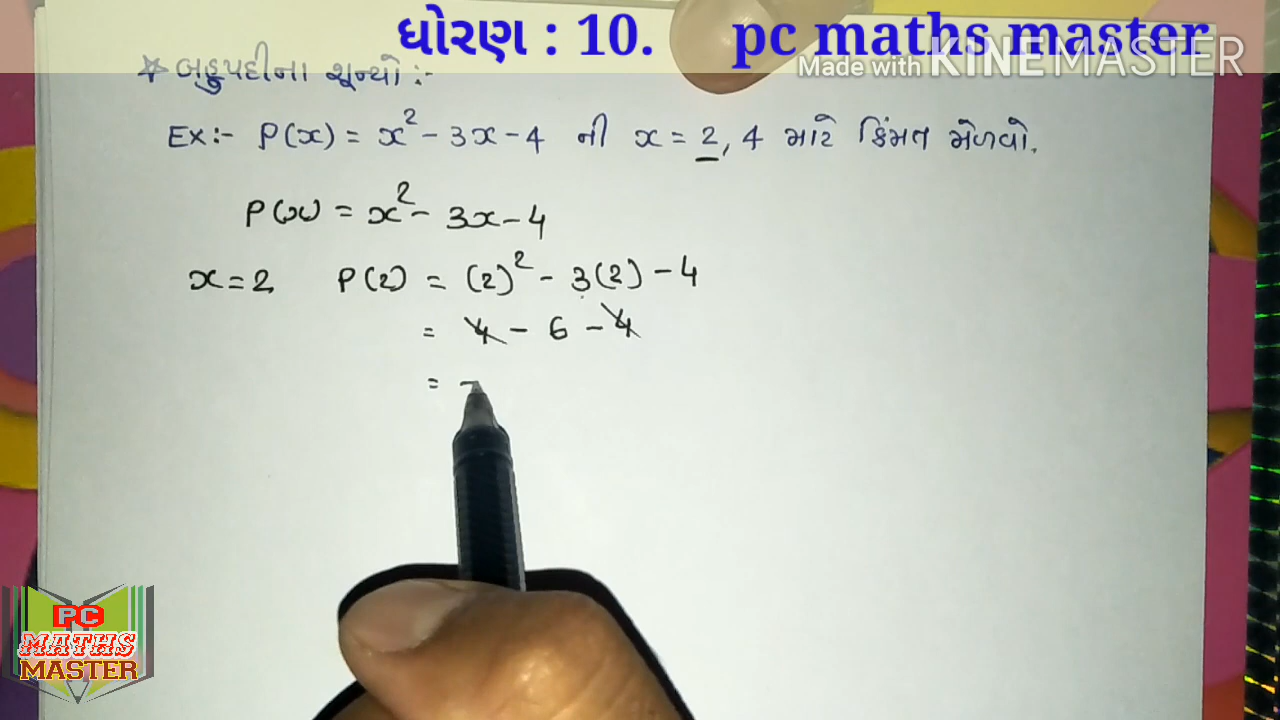 ધોરણ : 10. pc maths master
Made with KINEMASTER
★ બહુપદીના શૂન્યો :-
Ex:- P(x) = x² - 3x - 4 ની x = 2, 4 માટે કિંમત મેળવો.
P(x) = x² - 3x - 4
x = 2 P(2) = (2)² - 3(2) - 4
= 4 - 6 - 4
= -
PC
MATHS
MASTER